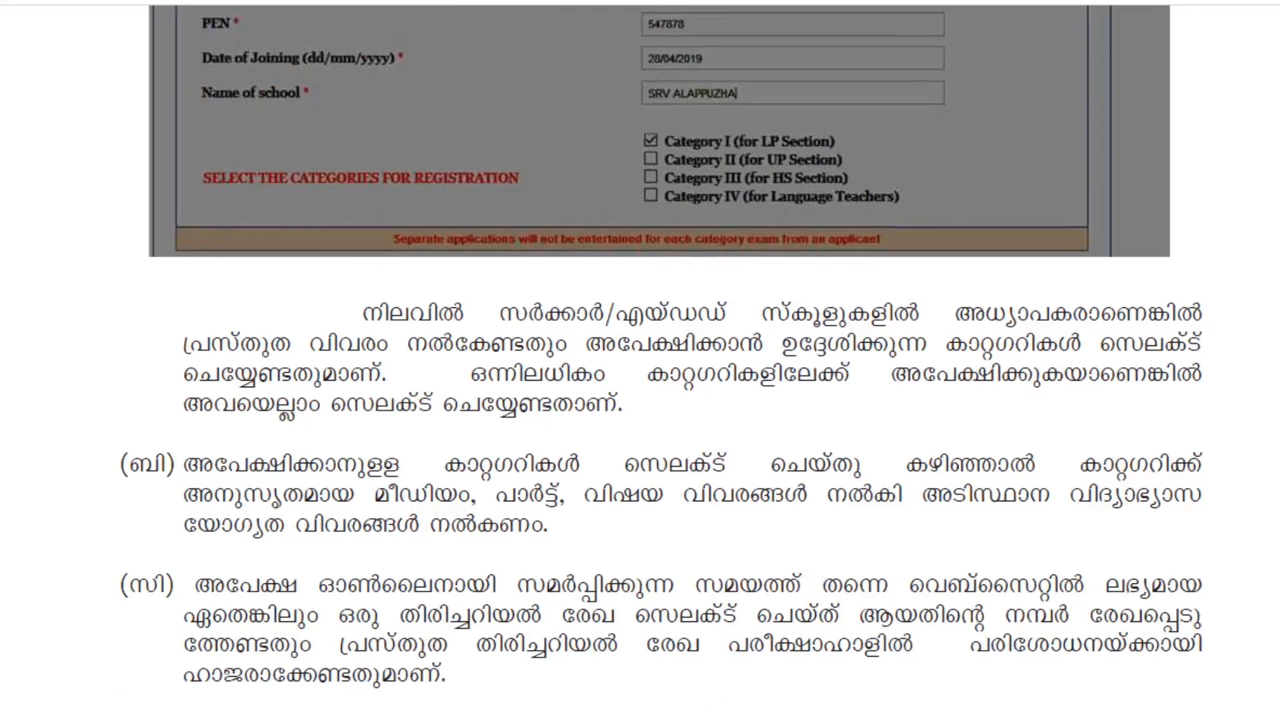 PEN * 547878
Date of Joining (dd/mm/yyyy) * 28/04/2019
Name of school * SRV ALAPPUZHA
Category I (for LP Section)
Category II (for UP Section)
SELECT THE CATEGORIES FOR REGISTRATION Category III (for HS Section)
Category IV (for Language Teachers)
Separate applications will not be entertained for each category exam from an applicant
നിലവിൽ സർക്കാർ/എയ്ഡഡ് സ്കൂളുകളിൽ അധ്യാപകരാണെങ്കിൽ
പ്രസ്തുത വിവരം നൽകേണ്ടതും അപേക്ഷിക്കാൻ ഉദ്ദേശിക്കുന്ന കാറ്റഗറികൾ സെലക്ട്
ചെയ്യേണ്ടതുമാണ്. ഒന്നിലധികം കാറ്റഗറികളിലേക്ക് അപേക്ഷിക്കുകയാണെങ്കിൽ
അവയെല്ലാം സെലക്ട് ചെയ്യേണ്ടതാണ്.
(ബി) അപേക്ഷിക്കാനുളള കാറ്റഗറികൾ സെലക്ട് ചെയ്തു കഴിഞ്ഞാൽ കാറ്റഗറിക്ക്
അനുസൃതമായ മീഡിയം, പാർട്ട്, വിഷയ വിവരങ്ങൾ നൽകി അടിസ്ഥാന വിദ്യാഭ്യാസ
യോഗ്യത വിവരങ്ങൾ നൽകണം.
(സി) അപേക്ഷ ഓൺലൈനായി സമർപ്പിക്കുന്ന സമയത്ത് തന്നെ വെബ്സൈറ്റിൽ ലഭ്യമായ
ഏതെങ്കിലും ഒരു തിരിച്ചറിയൽ രേഖ സെലക്ട് ചെയ്ത് ആയതിന്റെ നമ്പർ രേഖപ്പെടു
ത്തേണ്ടതും പ്രസ്തുത തിരിച്ചറിയൽ രേഖ പരീക്ഷാഹാളിൽ പരിശോധനയ്ക്കായി
ഹാജരാക്കേണ്ടതുമാണ്.